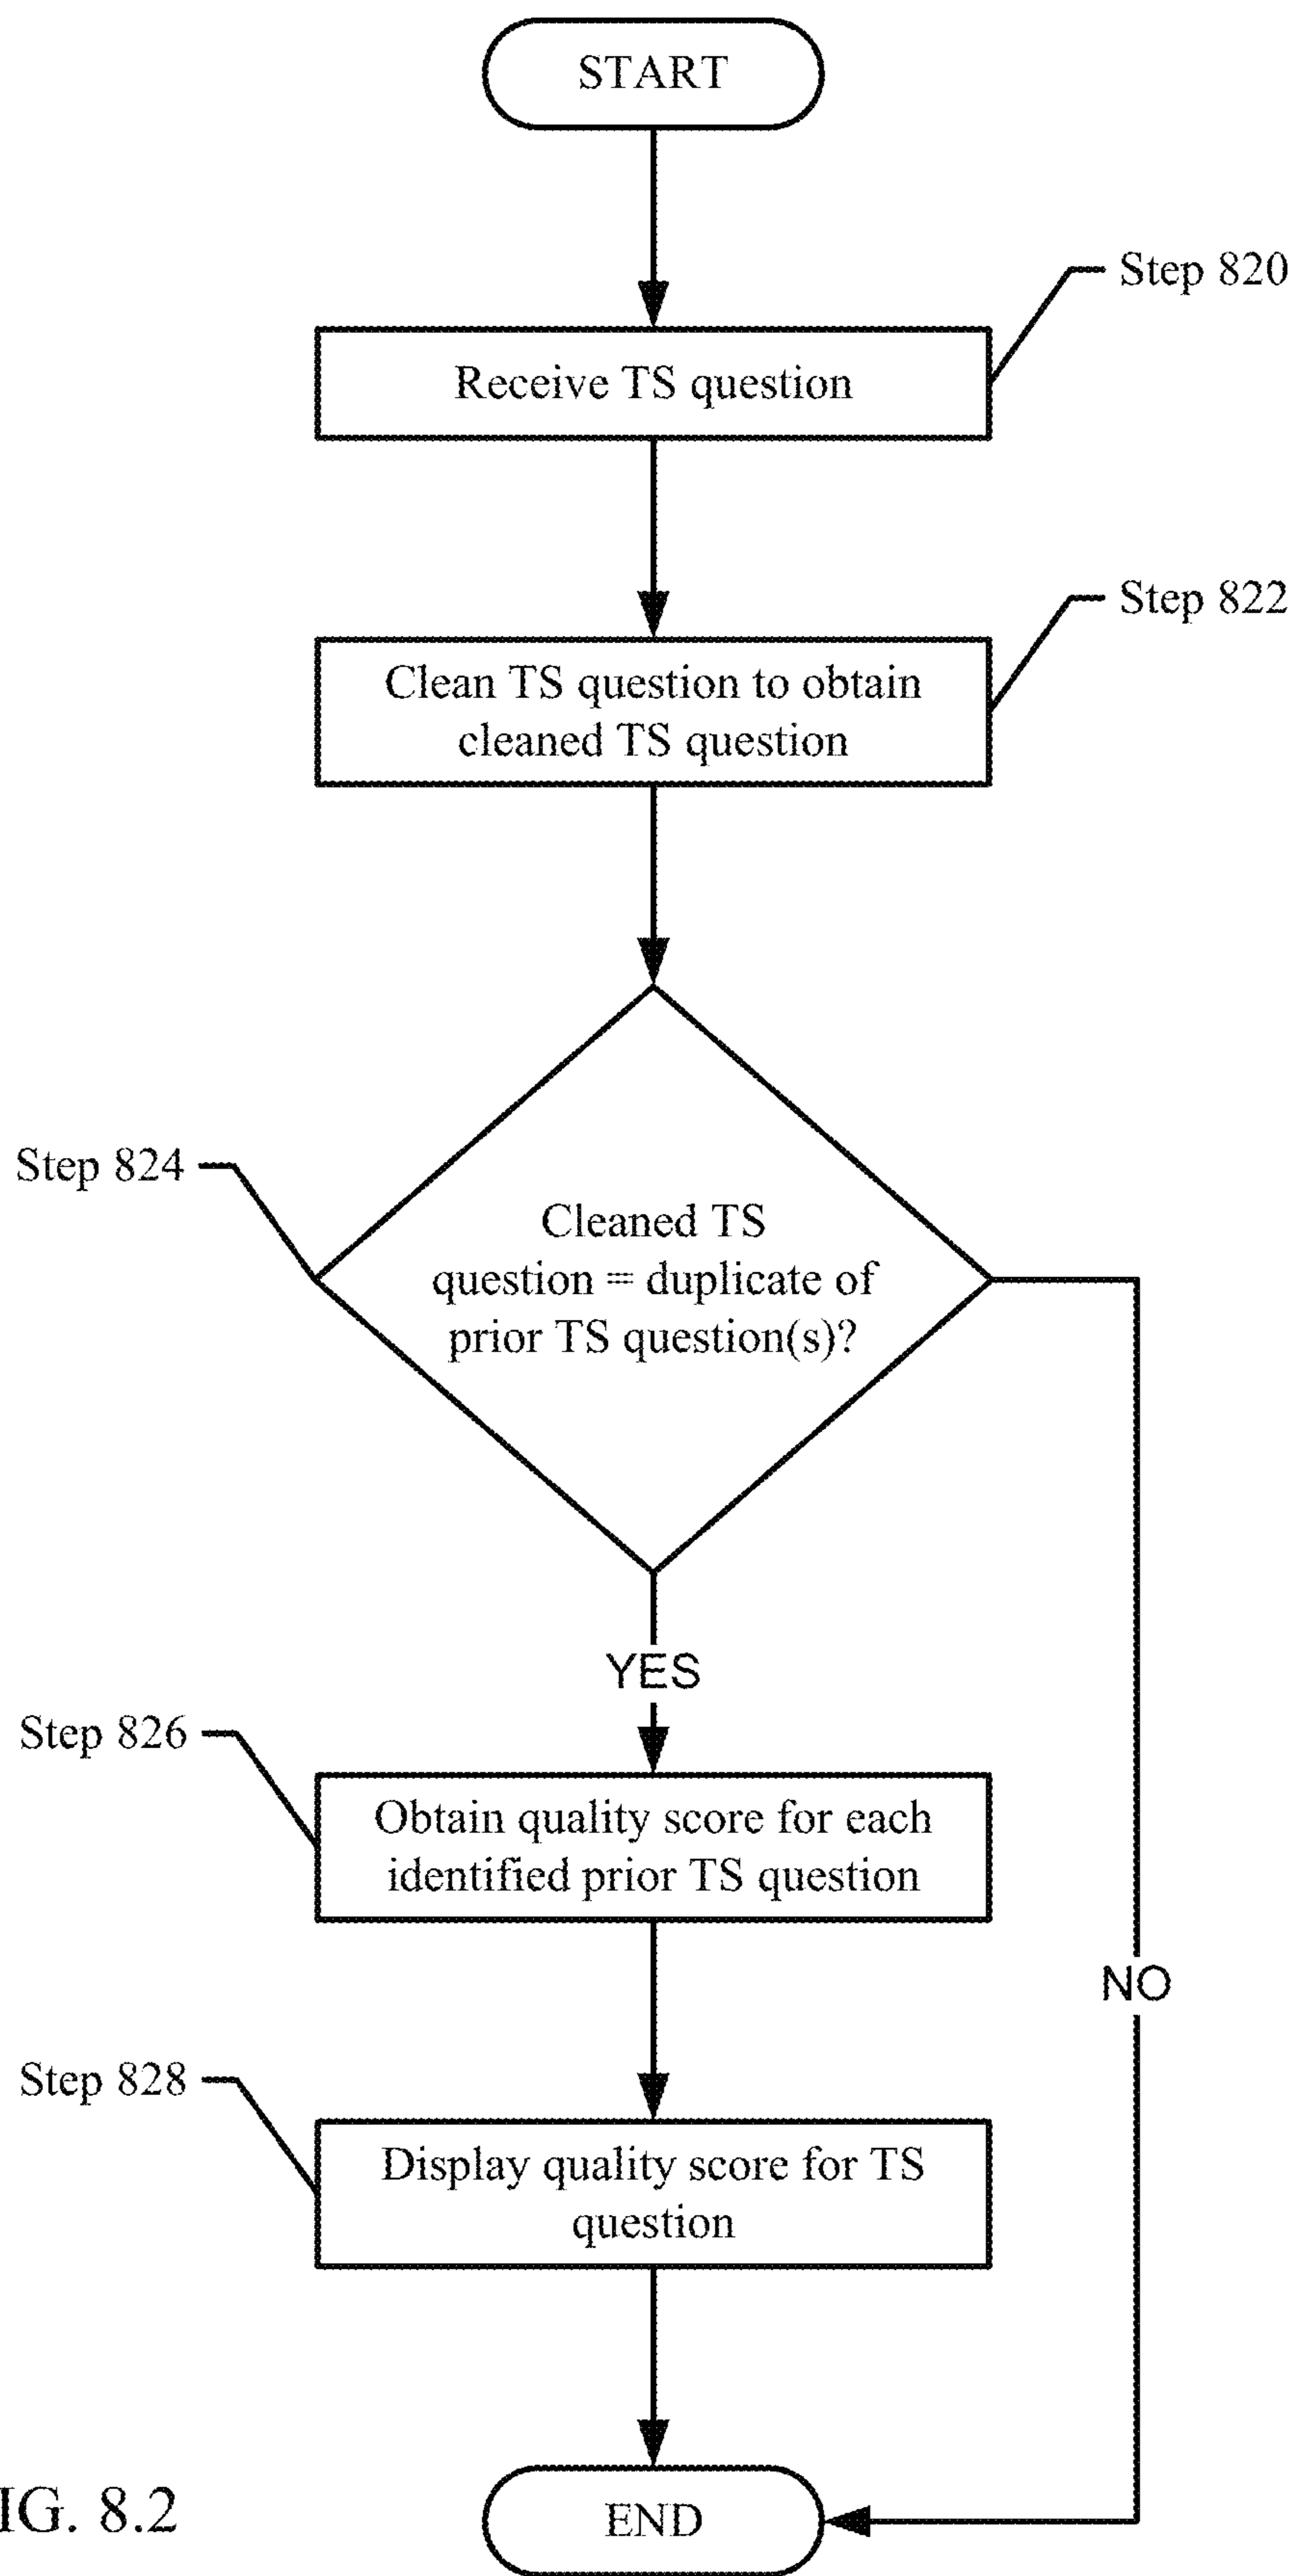 START
Step 820
Receive TS question
Step 822
Clean TS question to obtain
cleaned TS question
Step 824
Cleaned TS
question = duplicate of
prior TS question(s)?
YES
Step 826
Obtain quality score for each
identified prior TS question
NO
Step 828
Display quality score for TS
question
END
IG. 8.2